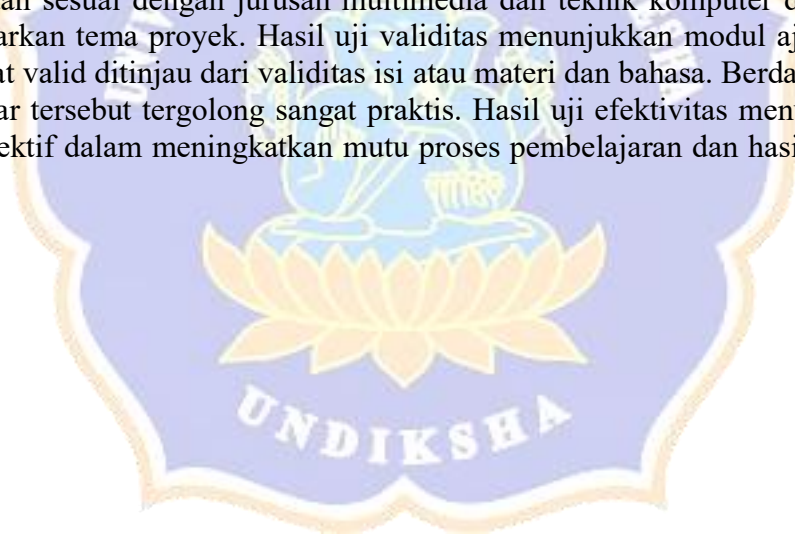 sesuai dengan jurusan multimedia dan teknik komputer
arkan tema proyek. Hasil uji validitas menunjukkan modul aj
at valid ditinjau dari validitas isi atau materi dan bahasa. Berda
ar tersebut tergolong sangat praktis. Hasil uji efektivitas men
ektif dalam meningkatkan mutu proses pembelajaran dan hasi
UNDIKSHA